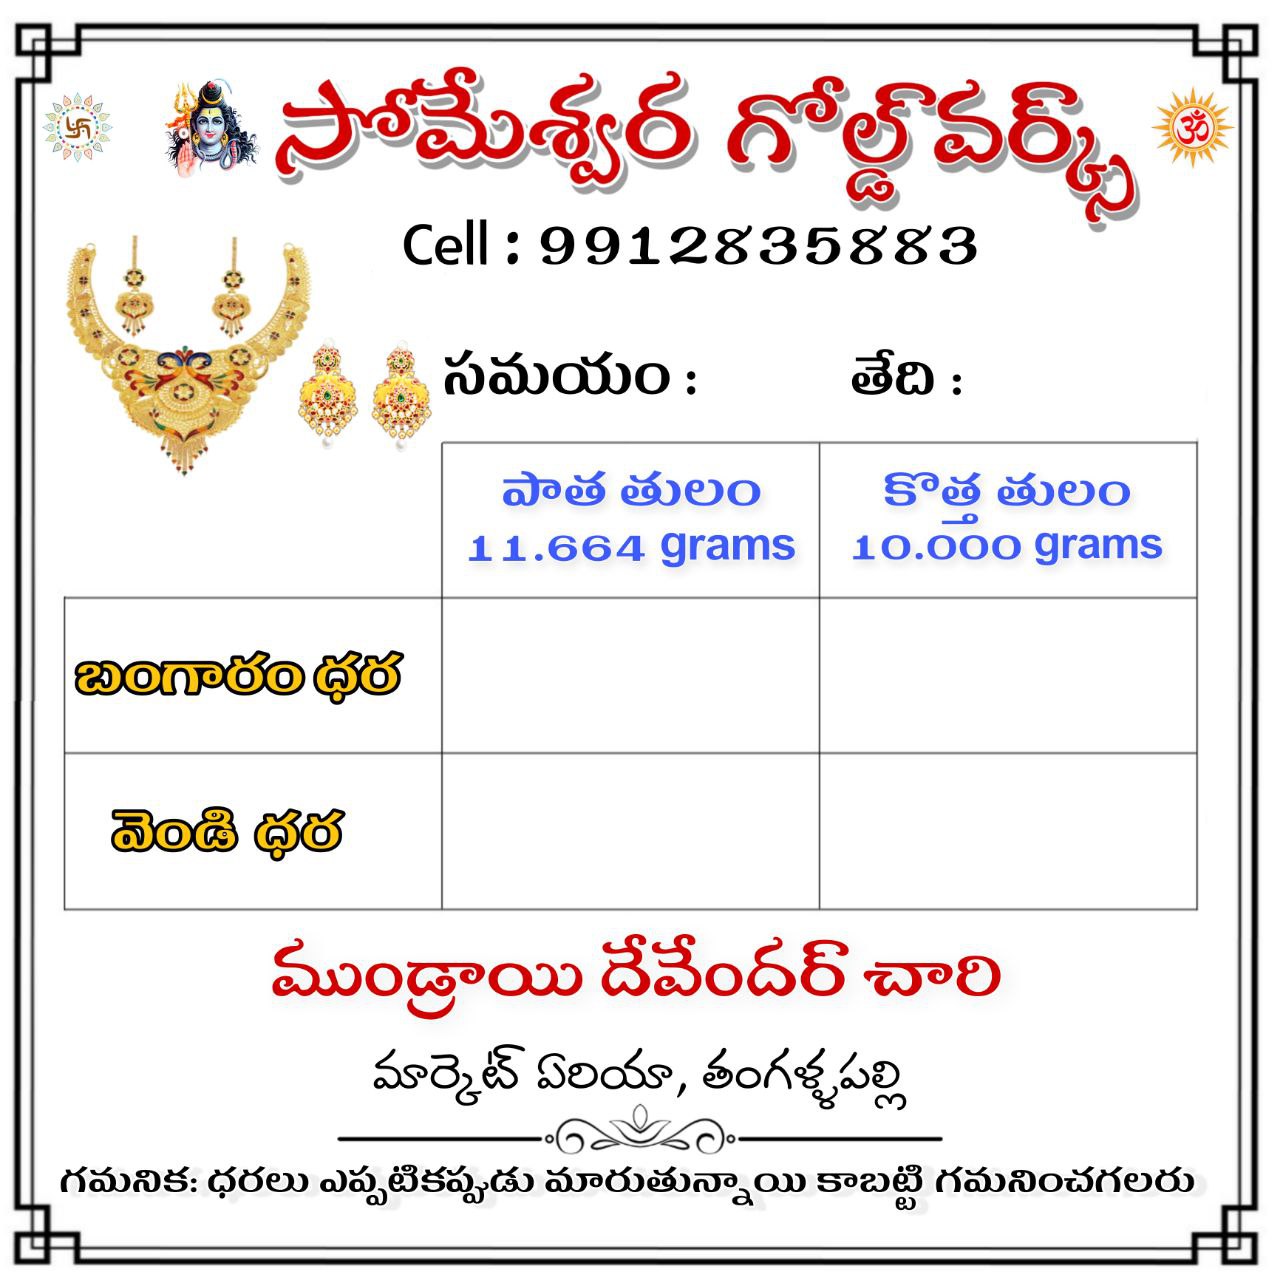 సోమేశ్వర గోల్డ్‌వర్క్స్
Cell : 9912835883
సమయం :	తేది :
పాత తులం	కొత్త తులం
11.664 grams	10.000 grams
బంగారం ధర
వెండి ధర
ముండ్రాయి దేవేందర్ చారి
మార్కెట్ ఏరియా, తంగళ్ళపల్లి
గమనిక: ధరలు ఎప్పటికప్పుడు మారుతున్నాయి కాబట్టి గమనించగలరు